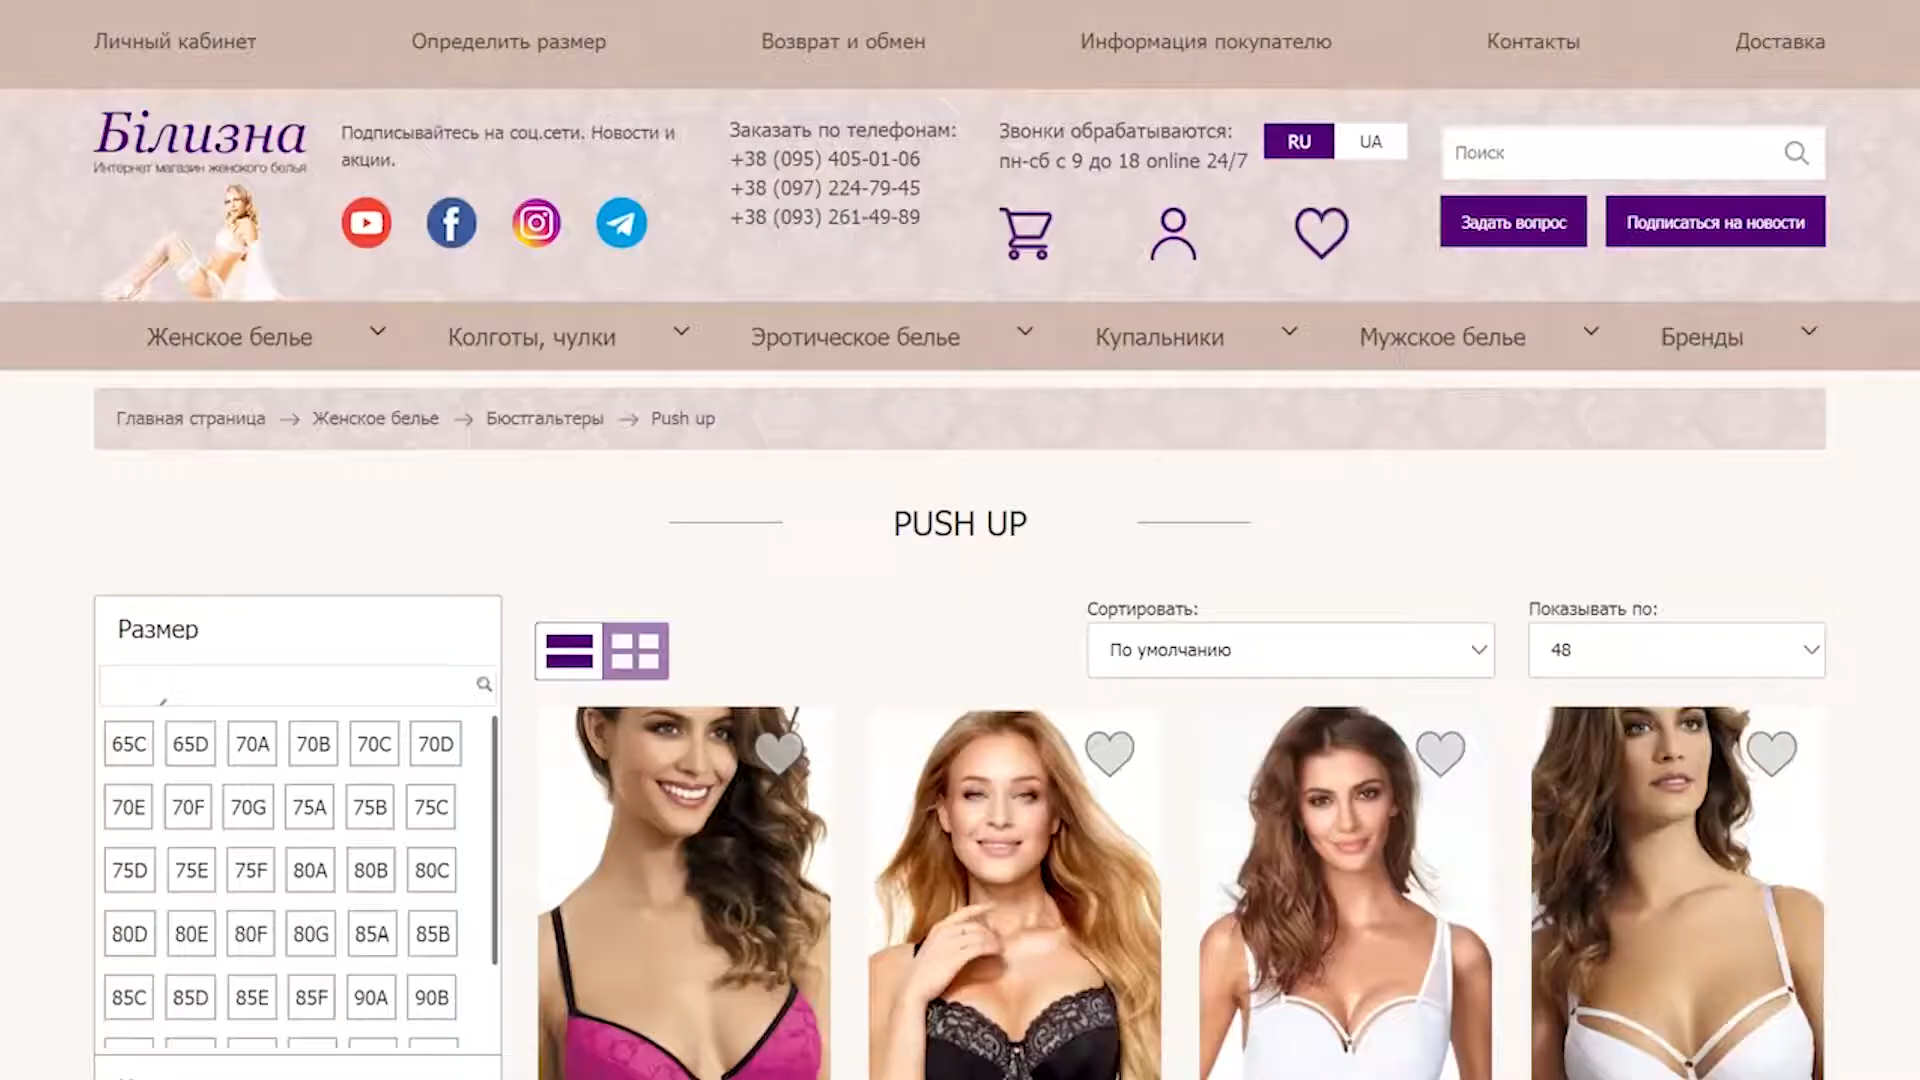 Личный кабинет
Определить размер
Возврат и обмен
Информация покупателю
Контакты
Доставка
Білизна
Интернет магазин женского белья
Подписывайтесь на соц.сети. Новости и
акции.
Заказать по телефонам:
+38 (095) 405-01-06
+38 (097) 224-79-45
+38 (093) 261-49-89
Звонки обрабатываются:
пн-сб с 9 до 18 online 24/7
RU
UA
Поиск
Задать вопрос
Подписаться на новости
Женское белье
Колготы, чулки
Эротическое белье
Купальники
Мужское белье
Бренды
Главная страница → Женское белье → Бюстгальтеры → Push up
PUSH UP
Размер
65C 65D 70A 70B 70C 70D
70E 70F 70G 75A 75B 75C
75D 75E 75F 80A 80B 80C
80D 80E 80F 80G 85A 85B
85C 85D 85E 85F 90A 90B
Сортировать:
По умолчанию
Показывать по:
48